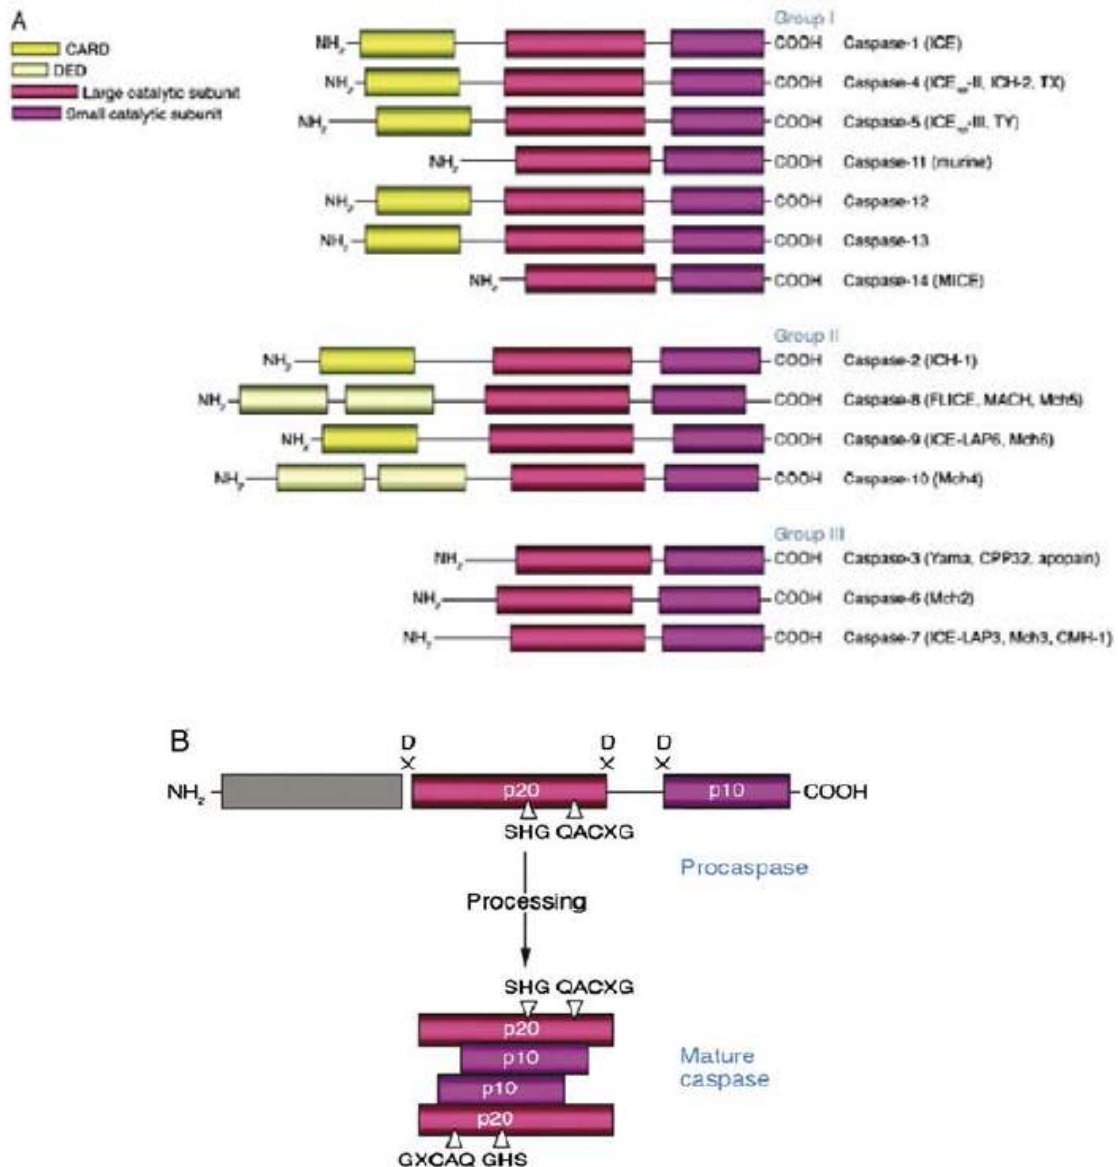 A
CARD
DED
Large catalytic subunit
Small catalytic subunit
Group I
NH2 COOH Caspase-1 (ICE)
NH2 COOH Caspase-4 (ICErel-II, ICH-2, TX)
NH2 COOH Caspase-5 (ICErel-III, TY)
NH2 COOH Caspase-11 (murine)
NH2 COOH Caspase-12
NH2 COOH Caspase-13
NH2 COOH Caspase-14 (MICE)
Group II
NH2 COOH Caspase-2 (ICH-1)
NH2 COOH Caspase-8 (FLICE, MACH, Mch5)
NH2 COOH Caspase-9 (ICE-LAP6, Mch6)
NH2 COOH Caspase-10 (Mch4)
Group III
NH2 COOH Caspase-3 (Yama, CPP32, apopain)
NH2 COOH Caspase-6 (Mch2)
NH2 COOH Caspase-7 (ICE-LAP3, Mch3, CMH-1)
B
D D D
X X X
NH2 p20 p10 COOH
SHG QACXG
Procaspase
Processing
SHG QACXG
p20
p10
Mature
caspase
p10
p20
GXCAQ GHS